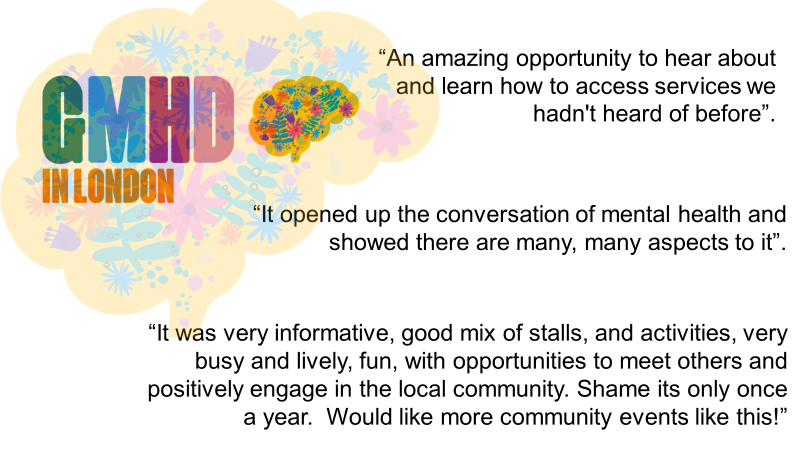 GMHD
IN LONDON
“An amazing opportunity to hear about
and learn how to access services we
hadn't heard of before”.
“It opened up the conversation of mental health and
showed there are many, many aspects to it”.
“It was very informative, good mix of stalls, and activities, very
busy and lively, fun, with opportunities to meet others and
positively engage in the local community. Shame its only once
a year.  Would like more community events like this!”